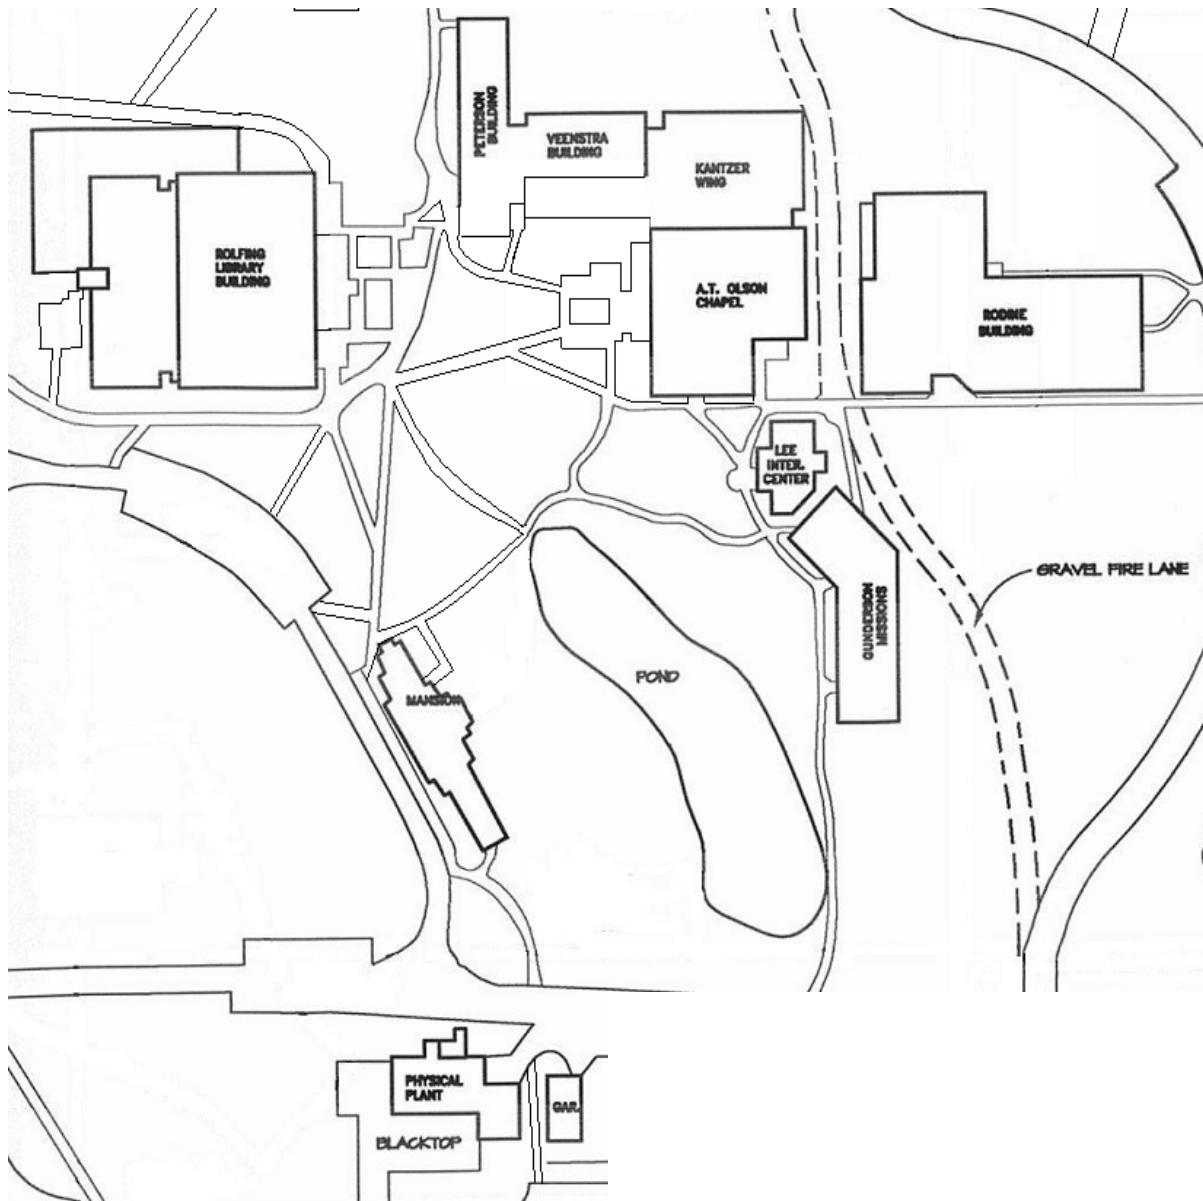 PETERSON
BUILDING
VEENSTRA
BUILDING
KANTZER
WING
ROLFING
LIBRARY
BUILDING
A.T. OLSON
CHAPEL
RODINE
BUILDING
LEE
INTER.
CENTER
GRAVEL FIRE LANE
GUNDERSON
MISSIONS
POND
MANSION
PHYSICAL
PLANT
GAR.
BLACKTOP